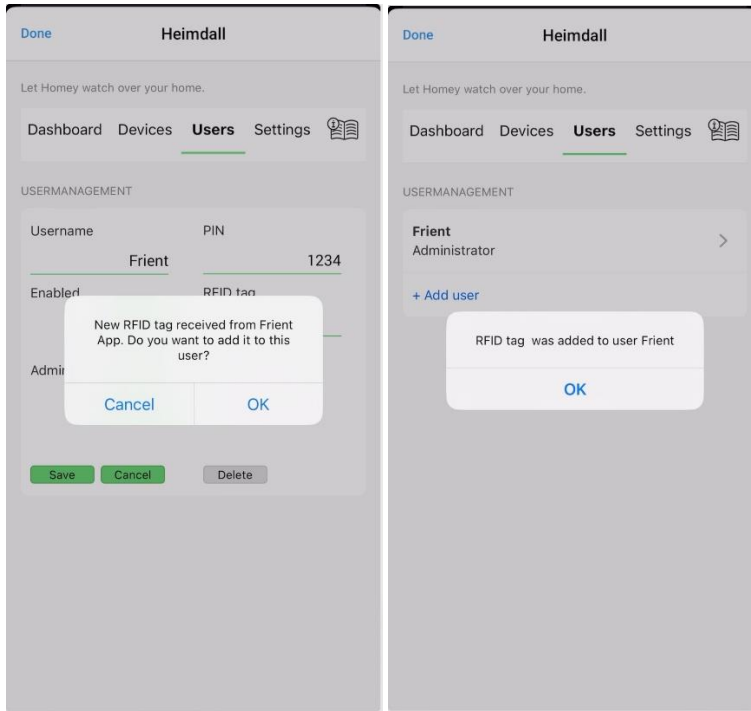 Done
Heimdall
Let Homey watch over your home.
Dashboard Devices Users Settings
USERMANAGEMENT
Username PIN
Frient 1234
Enabled RFID tag
New RFID tag received from Frient
App. Do you want to add it to this
user?
Cancel OK
Save Cancel Delete
Done
Heimdall
Let Homey watch over your home.
Dashboard Devices Users Settings
USERMANAGEMENT
Frient
Administrator
+ Add user
RFID tag was added to user Frient
OK